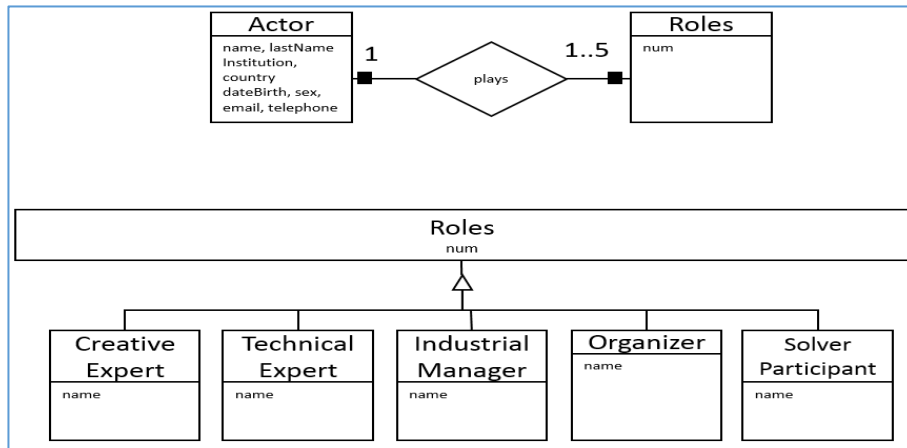 Actor
name, lastName
Institution,
country
dateBirth, sex,
email, telephone
1
plays
1..5
Roles
num
Roles
num
Creative
Expert
name
Technical
Expert
name
Industrial
Manager
name
Organizer
name
Solver
Participant
name